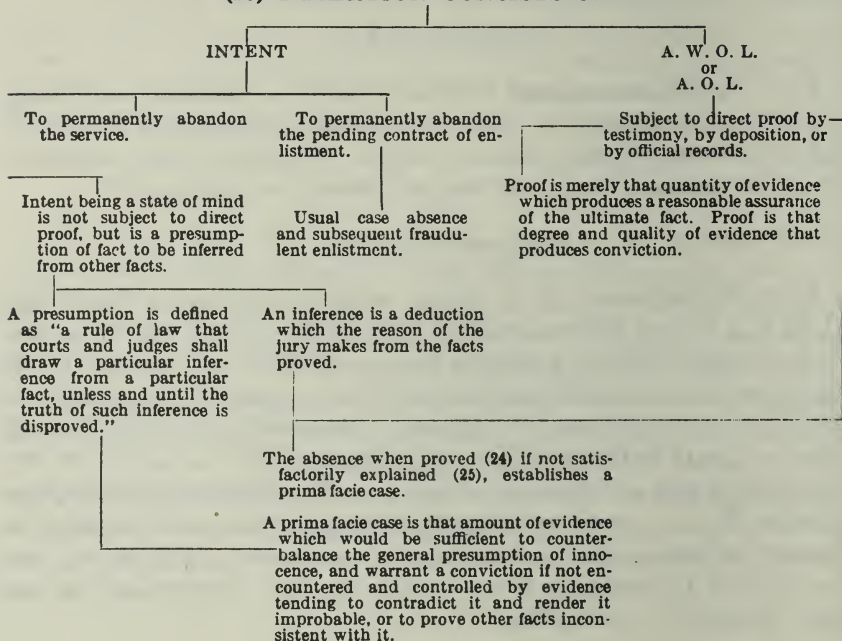 INTENT
To permanently abandon
the service.
To permanently abandon
the pending contract of en-
listment.
Usual case absence
and subsequent fraudu-
lent enlistment.
A. W. O. L.
or
A. O. L.
Subject to direct proof by—
testimony, by deposition, or
by official records.
Proof is merely that quantity of evidence
which produces a reasonable assurance
of the ultimate fact. Proof is that
degree and quality of evidence that
produces conviction.
Intent being a state of mind
is not subject to direct
proof, but is a presump-
tion of fact to be inferred
from other facts.
A presumption is defined
as "a rule of law that
courts and judges shall
draw a particular infer-
ence from a particular
fact, unless and until the
truth of such inference is
disproved."
An inference is a deduction
which the reason of the
jury makes from the facts
proved.
The absence when proved (24) if not satis-
factorily explained (25), establishes a
prima facie case.
A prima facie case is that amount of evidence
which would be sufficient to counter-
balance the general presumption of inno-
cence, and warrant a conviction if not en-
countered and controlled by evidence
tending to contradict it and render it
improbable, or to prove other facts incon-
sistent with it.